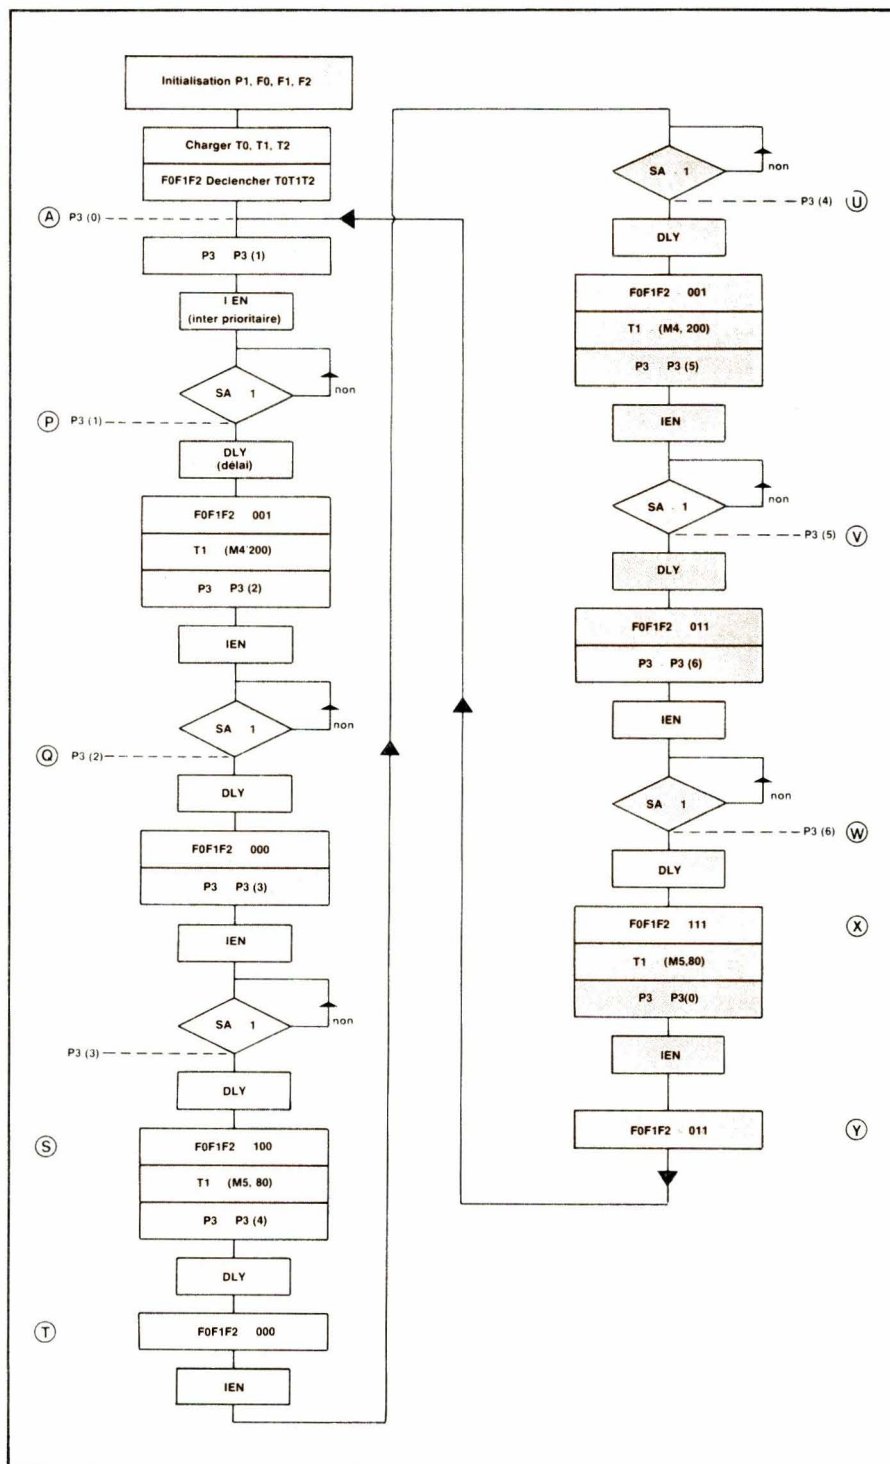 Initialisation P1, F0, F1, F2
Charger T0, T1, T2
F0F1F2 Declencher T0T1T2
A P3 (0)
P3 P3 (1)
I EN
(inter prioritaire)
SA 1
non
P P3 (1)
DLY
(délai)
F0F1F2 001
T1 (M4 200)
P3 P3 (2)
IEN
SA 1
non
Q P3 (2)
DLY
F0F1F2 000
P3 P3 (3)
IEN
SA 1
non
P3 (3)
DLY
S
F0F1F2 100
T1 (M5, 80)
P3 P3 (4)
DLY
T
F0F1F2 000
IEN
SA 1
non
P3 (4) U
DLY
F0F1F2 001
T1 (M4, 200)
P3 P3 (5)
IEN
SA 1
non
P3 (5) V
DLY
F0F1F2 011
P3 P3 (6)
IEN
SA 1
non
P3 (6) W
DLY
F0F1F2 111
X
T1 (M5,80)
P3 P3(0)
IEN
F0F1F2 011
Y